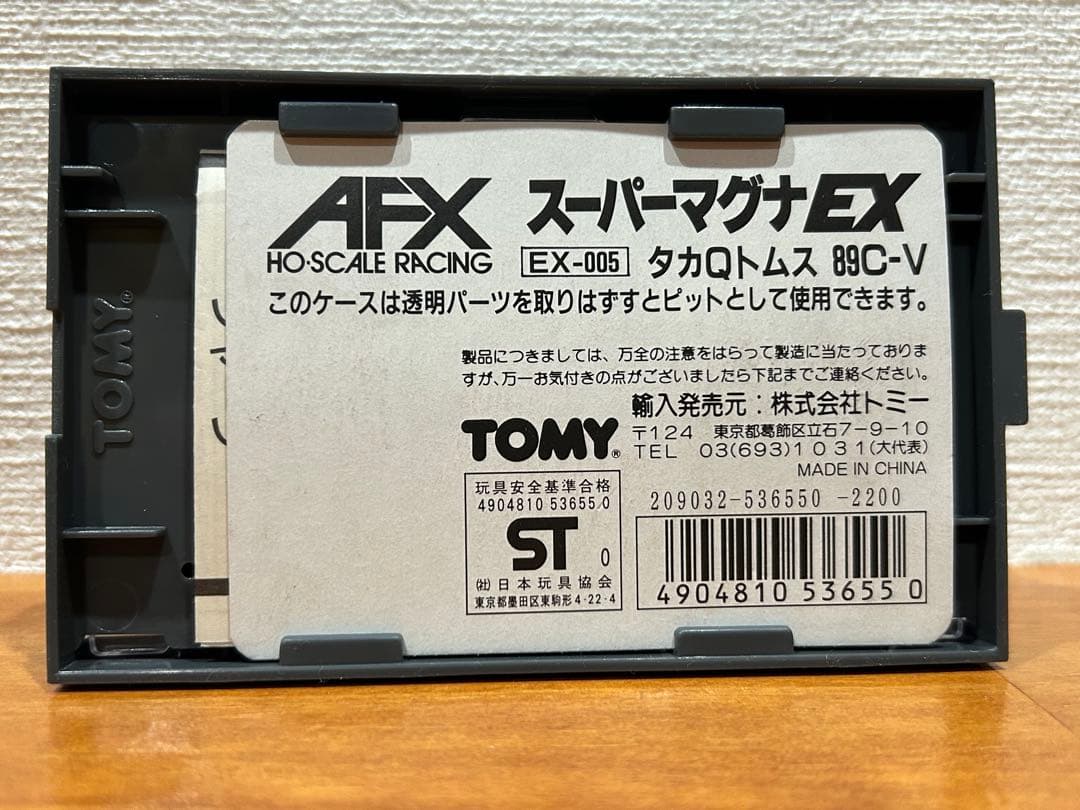 AFX スーパーマグナEX
HO-SCALE RACING EX-005 タカQトムス 89C-V
このケースは透明パーツを取りはずすとピットとして使用できます。
製品につきましては、万全の注意をはらって製造に当たっておりま
すが、万一お気付きの点がございましたら下記までご連絡ください。
輸入発売元：株式会社トミー
TOMY®
〒124 東京都葛飾区立石7-9-10
TEL 03(693)1031(大代表)
MADE IN CHINA
玩具安全基準合格
4904810 53655 0
ST 0
㈳日本玩具協会
東京都墨田区東駒形4-22-4
209032-536550 -2200
4904810 53655 0
TOMY®